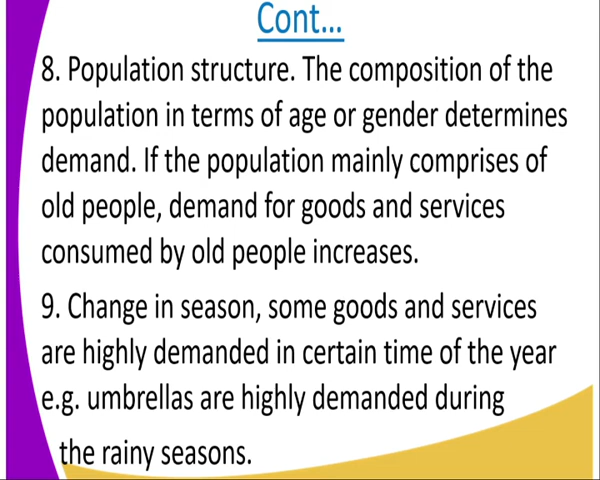 Cont...
8. Population structure. The composition of the
population in terms of age or gender determines
demand. If the population mainly comprises of
old people, demand for goods and services
consumed by old people increases.
9. Change in season, some goods and services
are highly demanded in certain time of the year
e.g. umbrellas are highly demanded during
the rainy seasons.